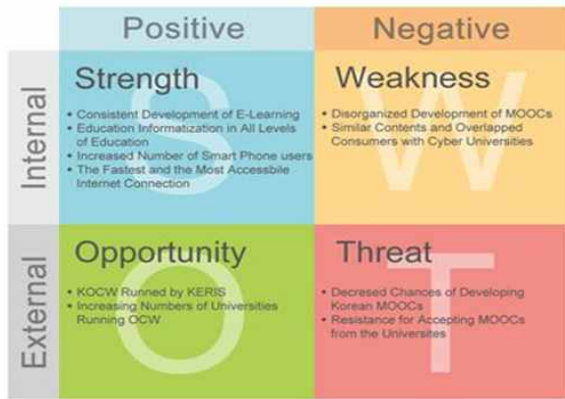 Positive
Negative
Internal
Strength
• Consistent Development of E-Learning
• Education Informatization in All Levels
of Education
• Increased Number of Smart Phone users
• The Fastest and the Most Accessbile
Internet Connection
S
Weakness
• Disorganized Development of MOOCs
• Similar Contents and Overlapped
Consumers with Cyber Universities
W
External
Opportunity
• KOCW Runned by KERIS
• Increasing Numbers of Universities
Running OCW
O
Threat
• Decresed Chances of Developing
Korean MOOCs
• Resistance for Accepting MOOCs
from the Universites
T